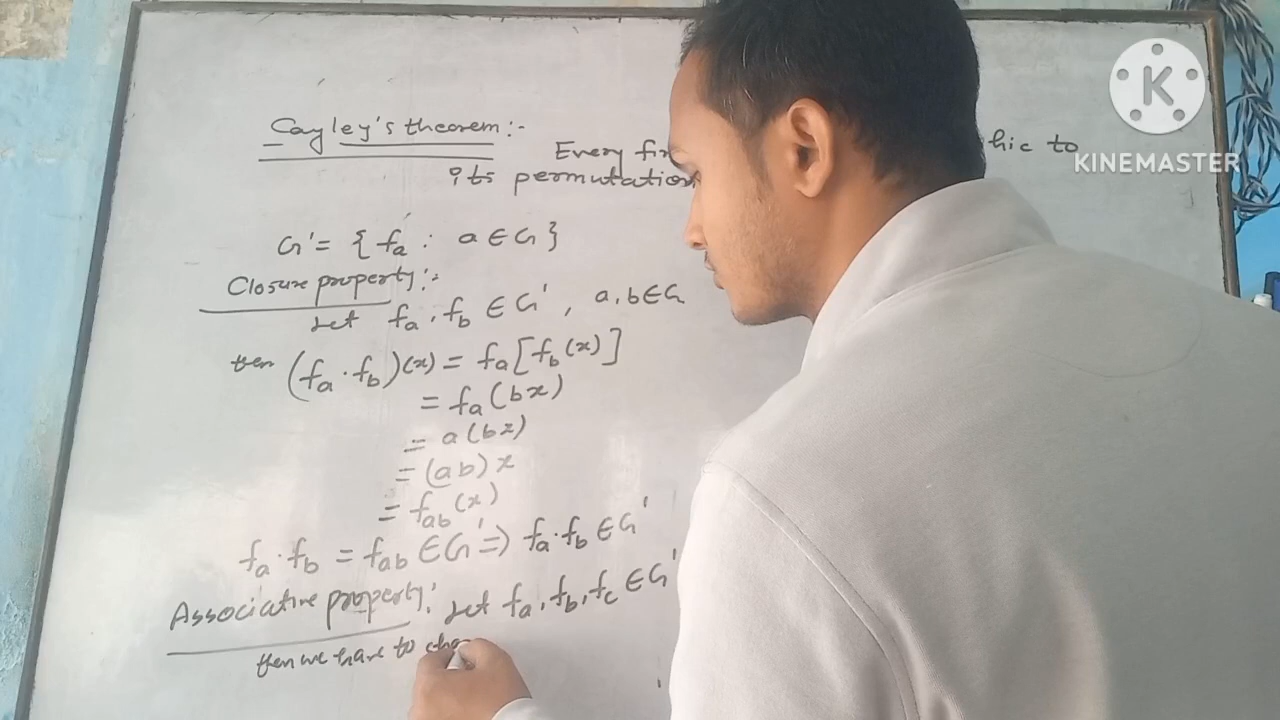 Cayley's theorem:-
Every fi hic to
its permutation
G' = { fa : a ∈ G }
Closure property:-
Let fa, fb ∈ G', a, b ∈ G
then (fa · fb)(x) = fa[fb(x)]
= fa(bx)
= a(bx)
= (ab)x
= fab(x)
fa · fb = fab ∈ G' ⇒ fa · fb ∈ G'
Associative property: Let fa, fb, fc ∈ G'
then we have to
K
KINEMASTER